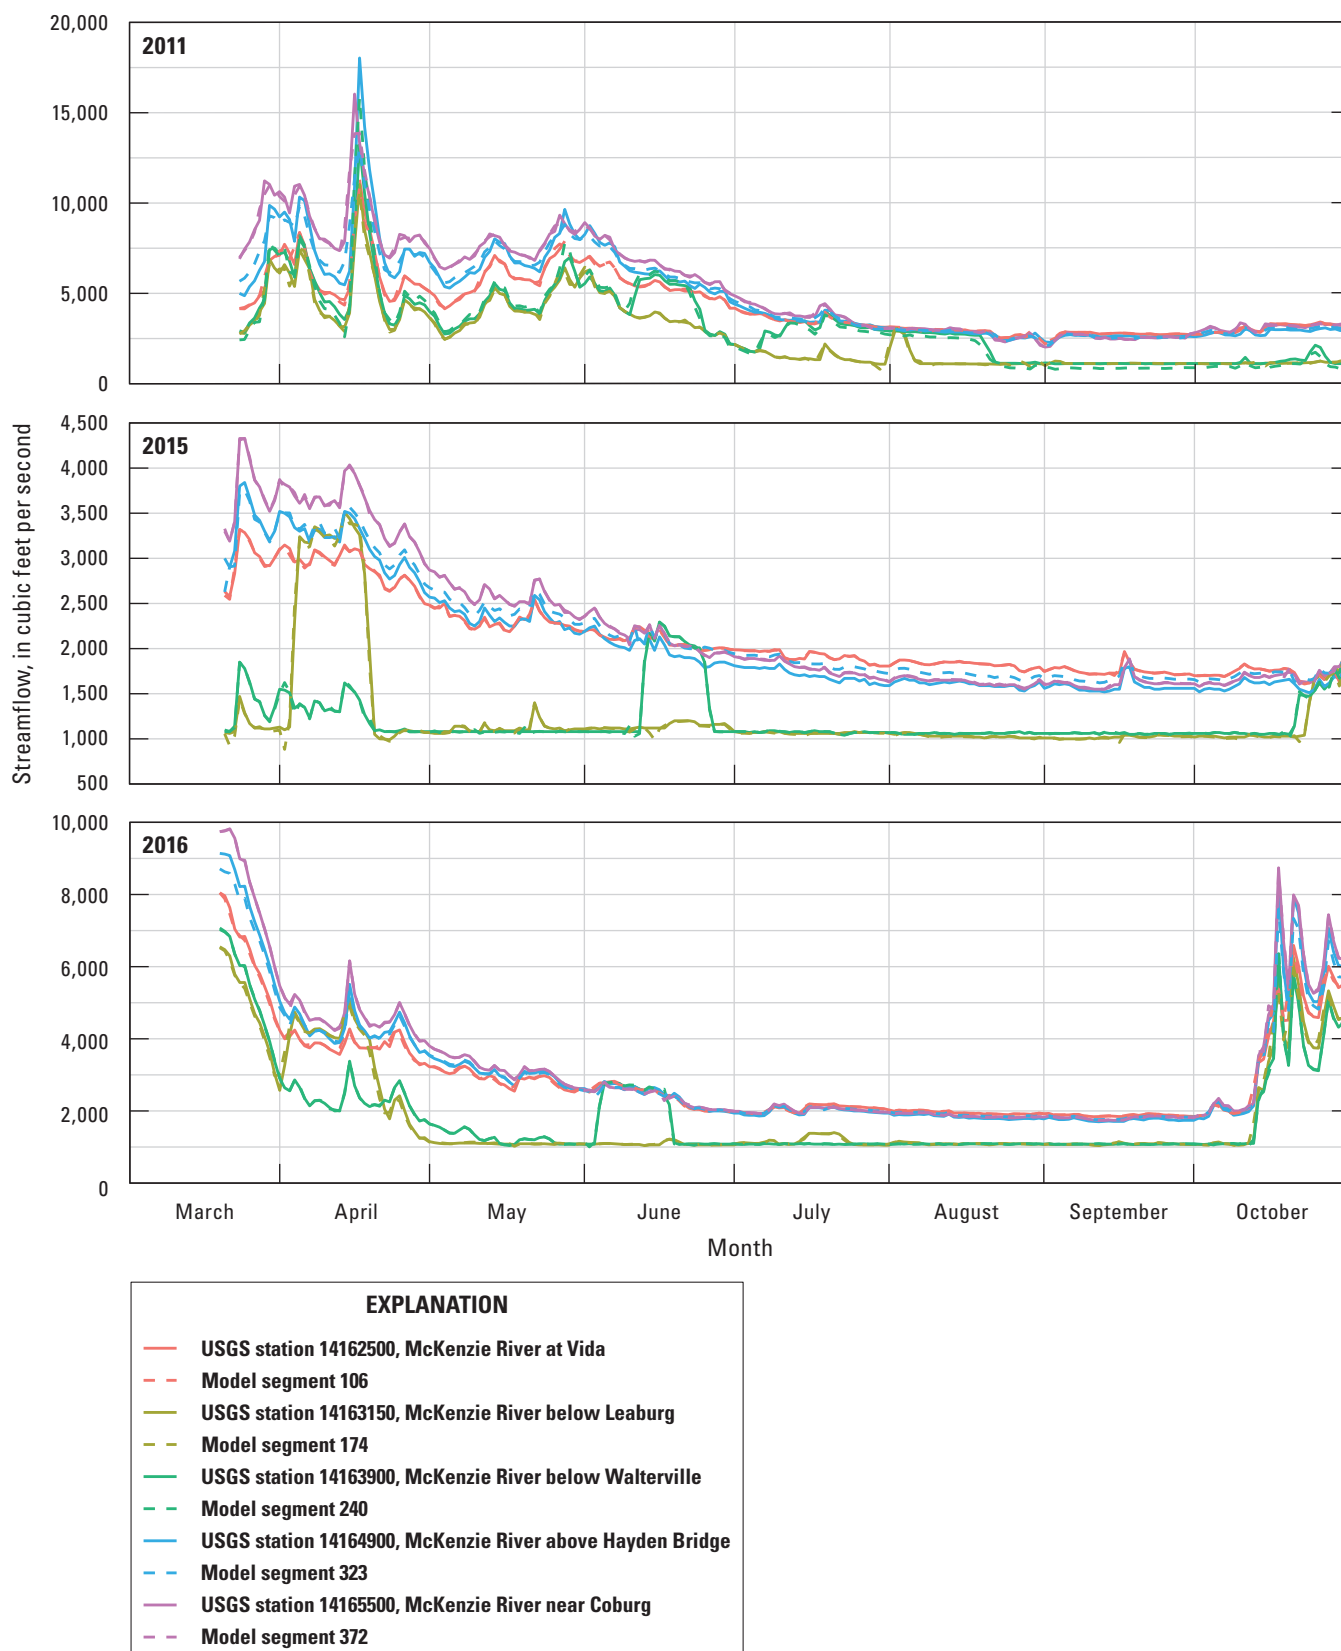 20,000
2011
15,000
10,000
5,000
0
4,500
2015
4,000
3,500
3,000
2,500
2,000
1,500
1,000
500
Streamflow, in cubic feet per second
10,000
2016
8,000
6,000
4,000
2,000
0
March April May June July August September October
Month
EXPLANATION
USGS station 14162500, McKenzie River at Vida
Model segment 106
USGS station 14163150, McKenzie River below Leaburg
Model segment 174
USGS station 14163900, McKenzie River below Walterville
Model segment 240
USGS station 14164900, McKenzie River above Hayden Bridge
Model segment 323
USGS station 14165500, McKenzie River near Coburg
Model segment 372